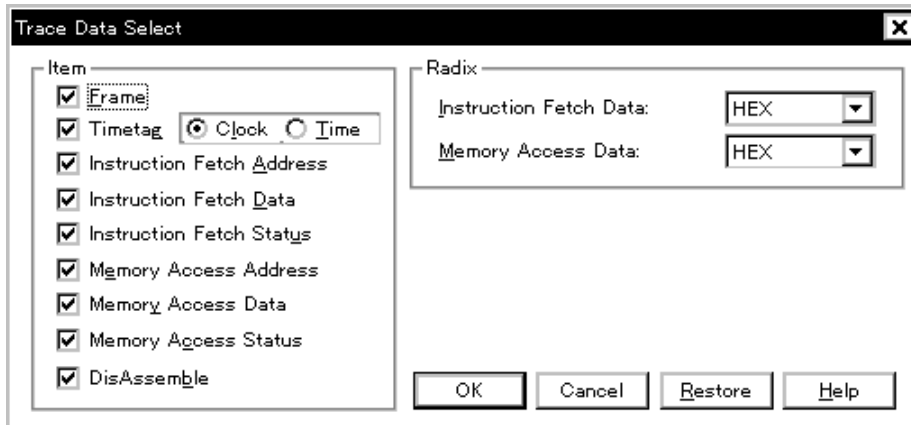 Trace Data Select
Item
Frame
Timetag Clock Time
Instruction Fetch Address
Instruction Fetch Data
Instruction Fetch Status
Memory Access Address
Memory Access Data
Memory Access Status
DisAssemble
Radix
Instruction Fetch Data: HEX
Memory Access Data: HEX
OK Cancel Restore Help